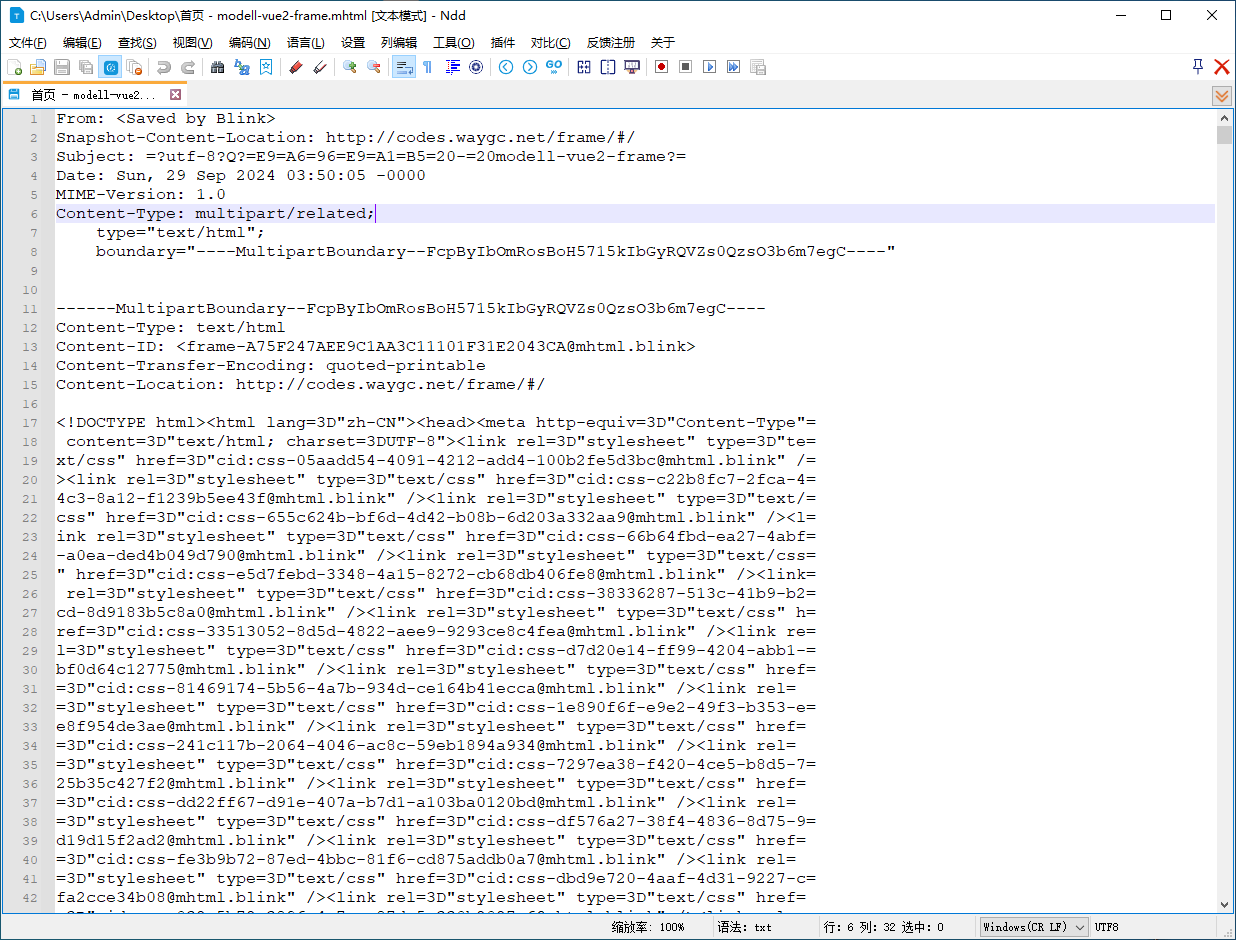 C:\Users\Admin\Desktop\首页 - modell-vue2-frame.mhtml [文本模式] - Ndd
文件(F) 编辑(E) 查找(S) 视图(V) 编码(N) 语言(L) 设置 列编辑 工具(O) 插件 对比(C) 反馈注册 关于
首页 - modell-vue2...
1 From: <Saved by Blink>
2 Snapshot-Content-Location: http://codes.waygc.net/frame/#/
3 Subject: =?utf-8?Q?=E9=A6=96=E9=A1=B5=20-=20modell-vue2-frame?=
4 Date: Sun, 29 Sep 2024 03:50:05 -0000
5 MIME-Version: 1.0
6 Content-Type: multipart/related;
7 type="text/html";
8 boundary="----MultipartBoundary--FcpByIbOmRosBoH5715kIbGyRQVZs0QzsO3b6m7egC----"
9
10
11 ------MultipartBoundary--FcpByIbOmRosBoH5715kIbGyRQVZs0QzsO3b6m7egC----
12 Content-Type: text/html
13 Content-ID: <frame-A75F247AEE9C1AA3C11101F31E2043CA@mhtml.blink>
14 Content-Transfer-Encoding: quoted-printable
15 Content-Location: http://codes.waygc.net/frame/#/
16
17 <!DOCTYPE html><html lang=3D"zh-CN"><head><meta http-equiv=3D"Content-Type"=
18 content=3D"text/html; charset=3DUTF-8"><link rel=3D"stylesheet" type=3D"te=
19 xt/css" href=3D"cid:css-05aadd54-4091-4212-add4-100b2fe5d3bc@mhtml.blink" /=
20 ><link rel=3D"stylesheet" type=3D"text/css" href=3D"cid:css-c22b8fc7-2fca-4=
21 4c3-8a12-f1239b5ee43f@mhtml.blink" /><link rel=3D"stylesheet" type=3D"text/=
22 css" href=3D"cid:css-655c624b-bf6d-4d42-b08b-6d203a332aa9@mhtml.blink" /><l=
23 ink rel=3D"stylesheet" type=3D"text/css" href=3D"cid:css-66b64fbd-ea27-4abf=
24 -a0ea-ded4b049d790@mhtml.blink" /><link rel=3D"stylesheet" type=3D"text/css=
25 " href=3D"cid:css-e5d7febd-3348-4a15-8272-cb68db406fe8@mhtml.blink" /><link=
26 rel=3D"stylesheet" type=3D"text/css" href=3D"cid:css-38336287-513c-41b9-b2=
27 cd-8d9183b5c8a0@mhtml.blink" /><link rel=3D"stylesheet" type=3D"text/css" h=
28 ref=3D"cid:css-33513052-8d5d-4822-aee9-9293ce8c4fea@mhtml.blink" /><link re=
29 l=3D"stylesheet" type=3D"text/css" href=3D"cid:css-d7d20e14-ff99-4204-abb1-=
30 bf0d64c12775@mhtml.blink" /><link rel=3D"stylesheet" type=3D"text/css" href=
31 =3D"cid:css-81469174-5b56-4a7b-934d-ce164b41ecca@mhtml.blink" /><link rel=
32 =3D"stylesheet" type=3D"text/css" href=3D"cid:css-1e890f6f-e9e2-49f3-b353-e=
33 e8f954de3ae@mhtml.blink" /><link rel=3D"stylesheet" type=3D"text/css" href=
34 =3D"cid:css-241c117b-2064-4046-ac8c-59eb1894a934@mhtml.blink" /><link rel=
35 =3D"stylesheet" type=3D"text/css" href=3D"cid:css-7297ea38-f420-4ce5-b8d5-7=
36 25b35c427f2@mhtml.blink" /><link rel=3D"stylesheet" type=3D"text/css" href=
37 =3D"cid:css-dd22ff67-d91e-407a-b7d1-a103ba0120bd@mhtml.blink" /><link rel=
38 =3D"stylesheet" type=3D"text/css" href=3D"cid:css-df576a27-38f4-4836-8d75-9=
39 d19d15f2ad2@mhtml.blink" /><link rel=3D"stylesheet" type=3D"text/css" href=
40 =3D"cid:css-fe3b9b72-87ed-4bbc-81f6-cd875addb0a7@mhtml.blink" /><link rel=
41 =3D"stylesheet" type=3D"text/css" href=3D"cid:css-dbd9e720-4aaf-4d31-9227-c=
42 fa2cce34b08@mhtml.blink" /><link rel=3D"stylesheet" type=3D"text/css" href=
缩放率: 100% 语法: txt 行: 6 列: 32 选中: 0 Windows(CR LF) UTF8